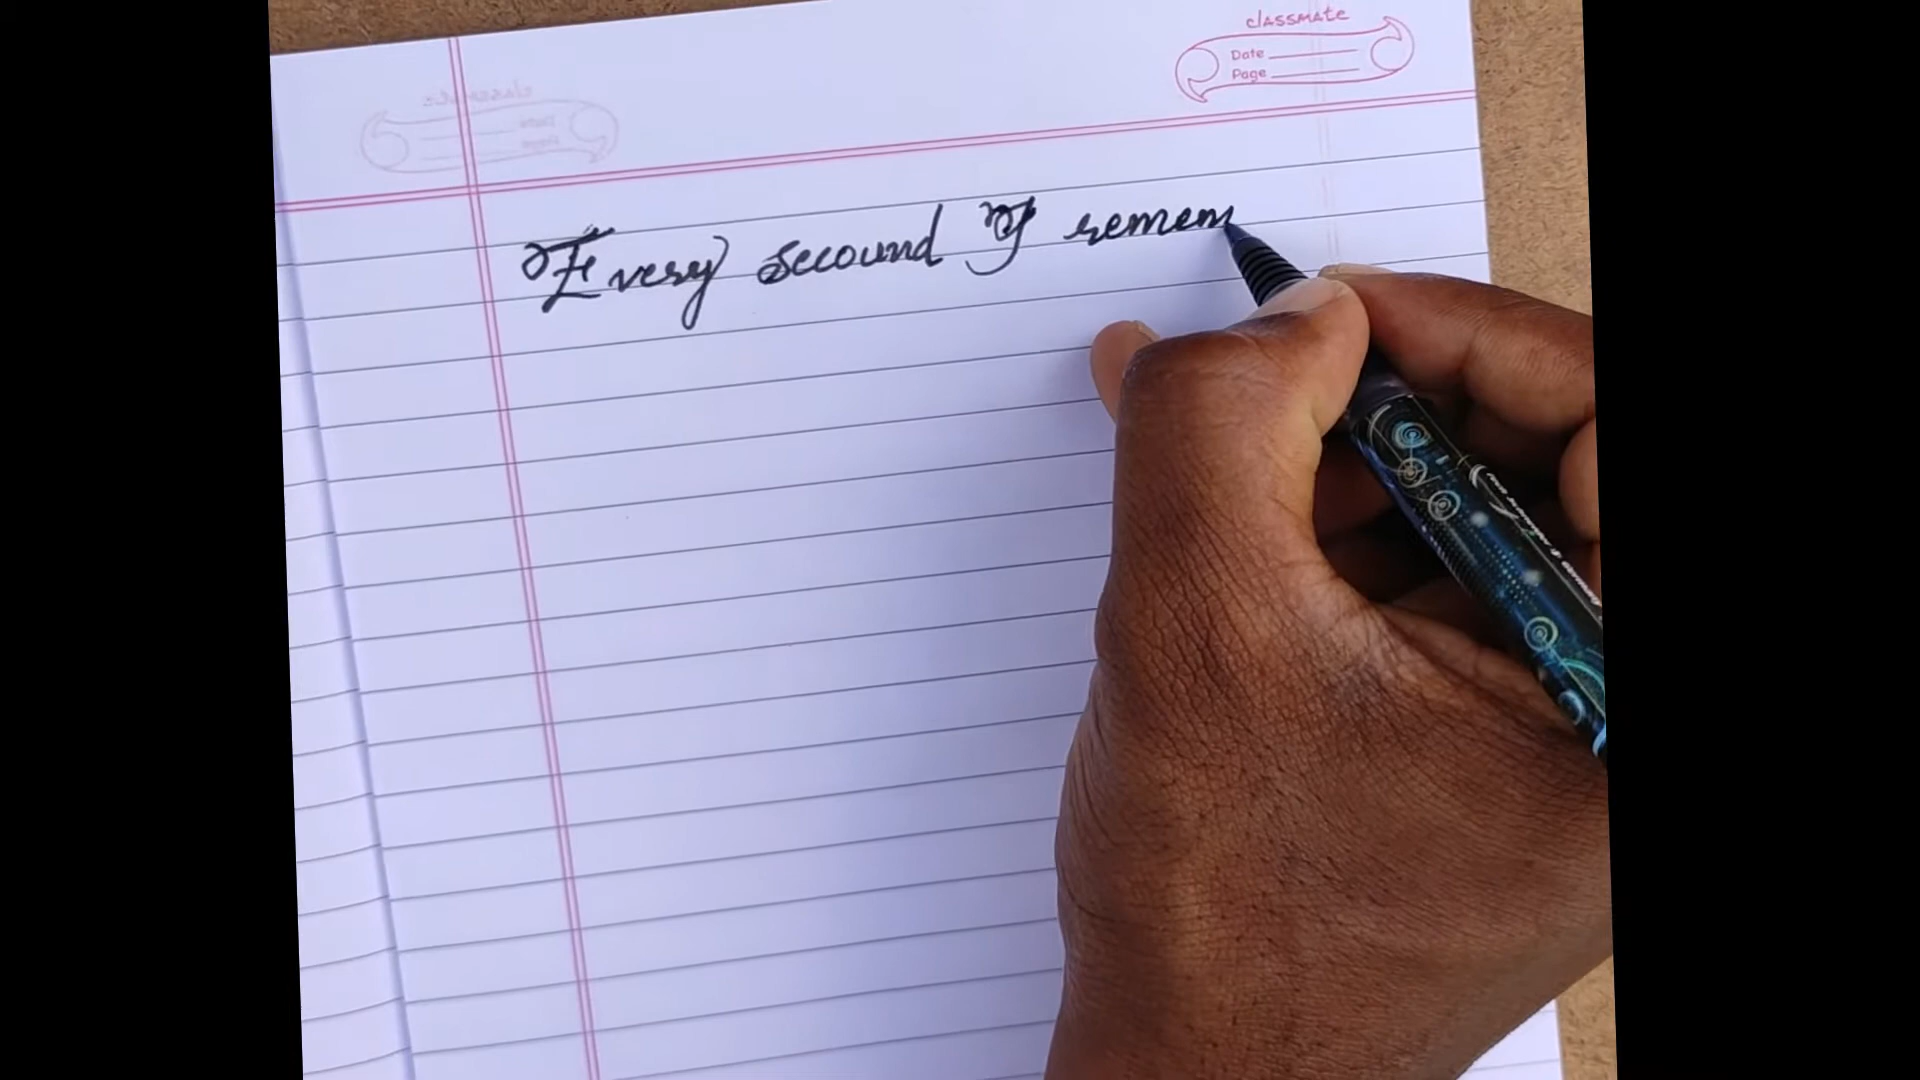 classmate
Date
Page
Every secound I remem